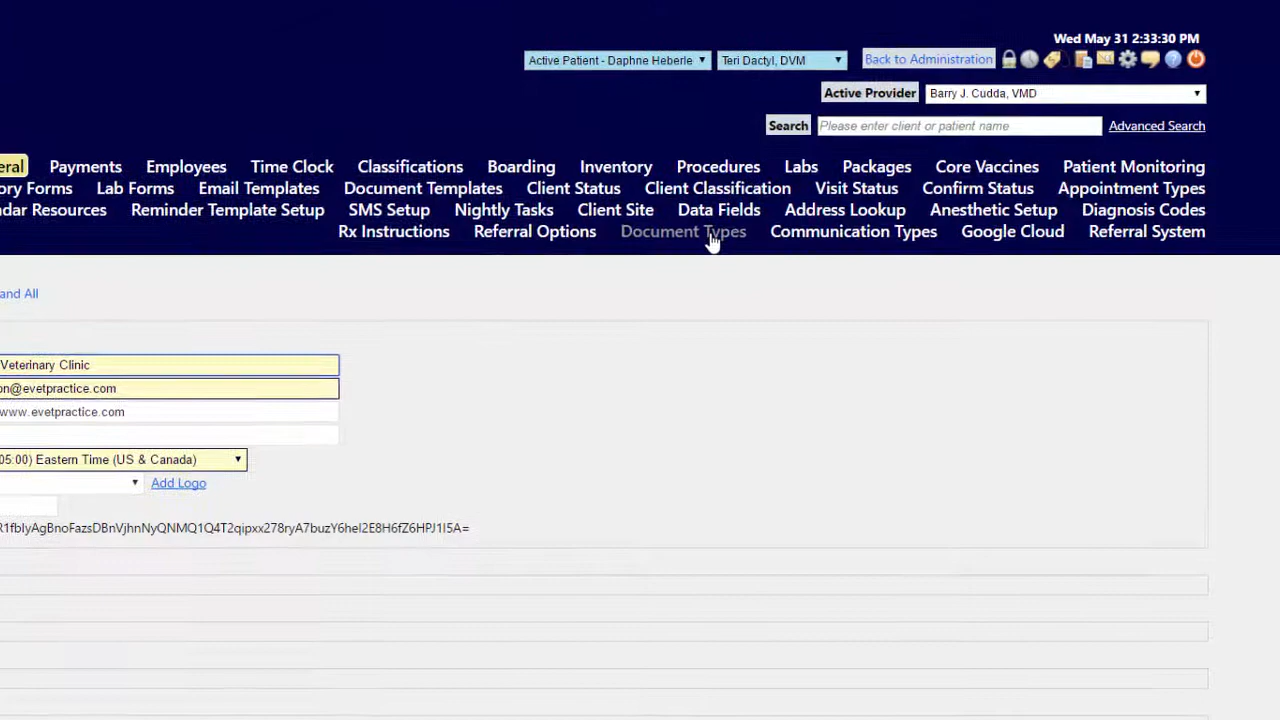 Wed May 31 2:33:30 PM
Active Patient - Daphne Heberle Teri Dactyl, DVM Back to Administration
Active Provider Barry J. Cudda, VMD
Search Please enter client or patient name Advanced Search
eral Payments Employees Time Clock Classifications Boarding Inventory Procedures Labs Packages Core Vaccines Patient Monitoring
ory Forms Lab Forms Email Templates Document Templates Client Status Client Classification Visit Status Confirm Status Appointment Types
ndar Resources Reminder Template Setup SMS Setup Nightly Tasks Client Site Data Fields Address Lookup Anesthetic Setup Diagnosis Codes
Rx Instructions Referral Options Document Types Communication Types Google Cloud Referral System
and All
Veterinary Clinic
on@evetpractice.com
www.evetpractice.com
05:00) Eastern Time (US & Canada)
Add Logo
R1fbIyAgBnoFazsDBnVjhnNyQNMQ1Q4T2qipxx278ryA7buzY6heI2E8H6fZ6HPJ1I5A=